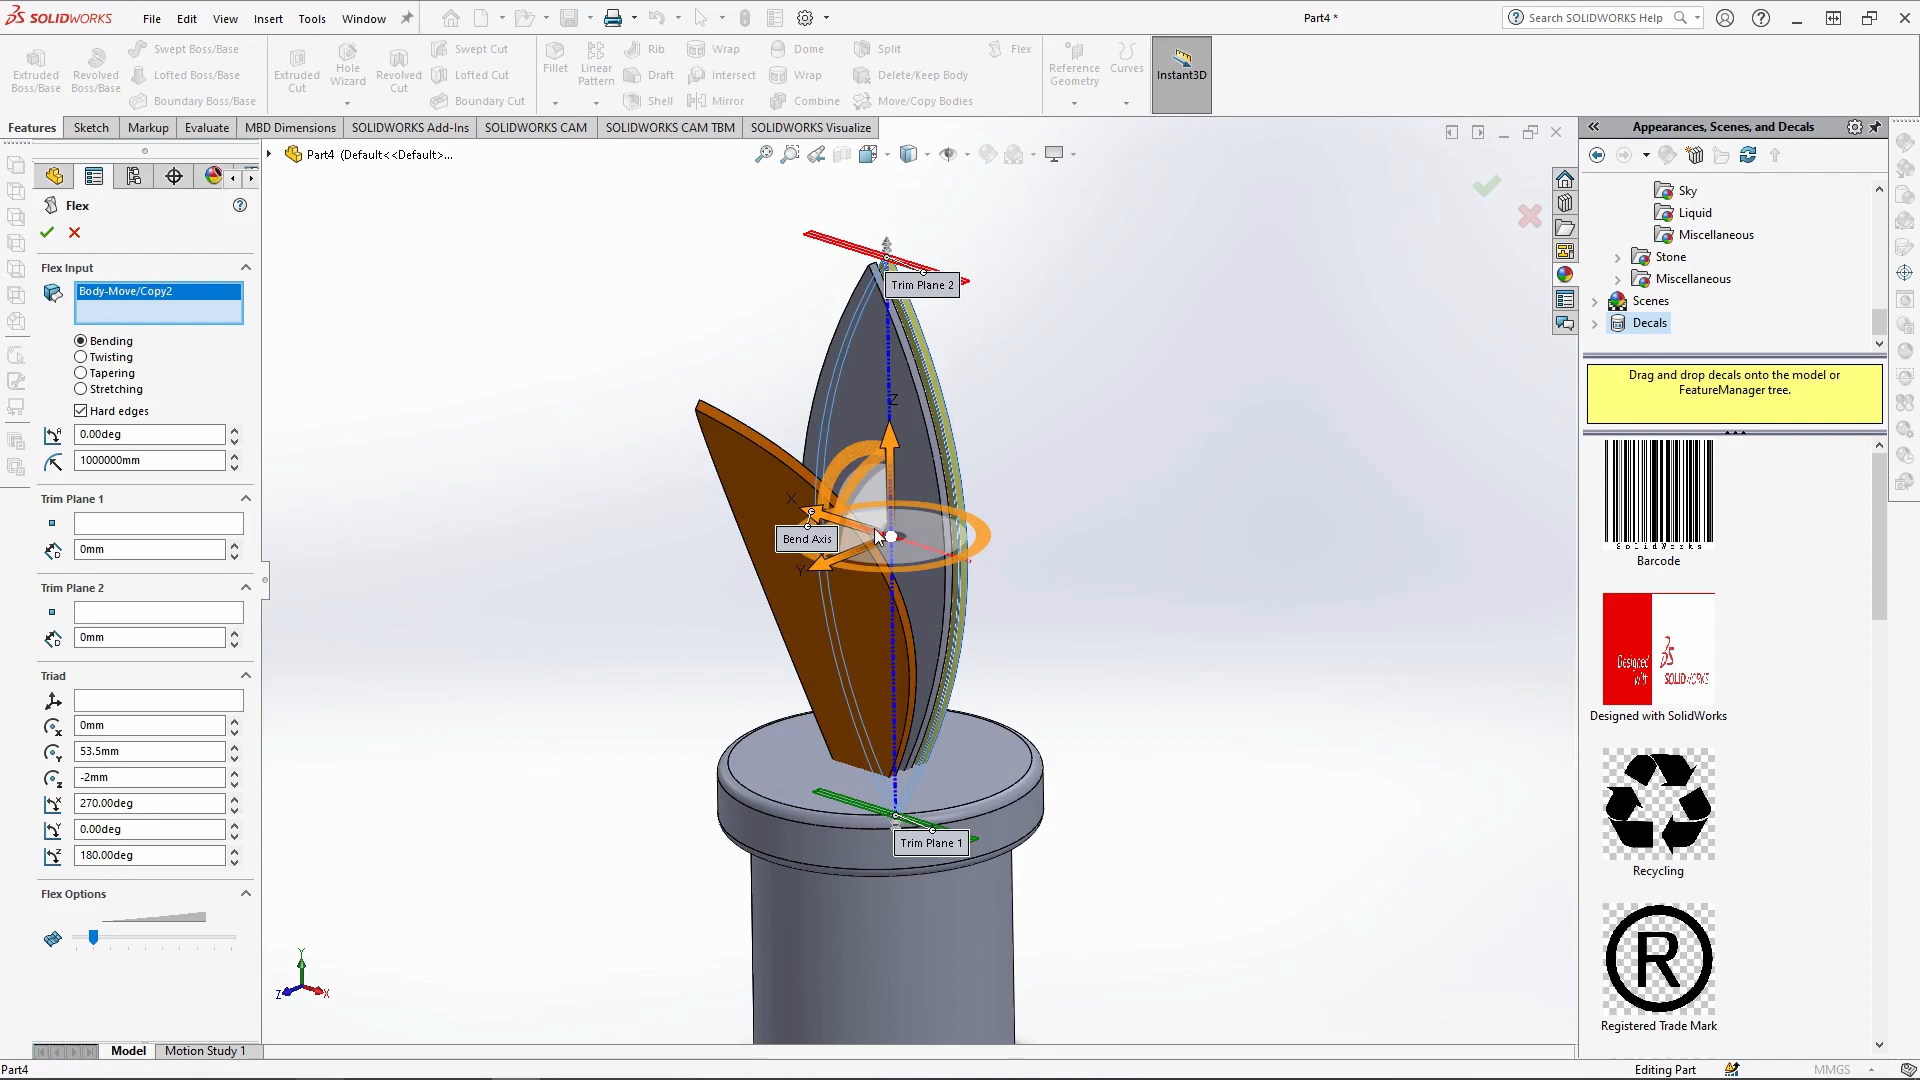 SOLIDWORKS
File Edit View Insert Tools Window
Part4 *
Search SOLIDWORKS Help
Extruded Boss/Base
Revolved Boss/Base
Swept Boss/Base
Lofted Boss/Base
Boundary Boss/Base
Extruded Cut
Hole Wizard
Revolved Cut
Swept Cut
Lofted Cut
Boundary Cut
Fillet
Linear Pattern
Rib
Draft
Shell
Wrap
Intersect
Mirror
Dome
Wrap
Combine
Split
Delete/Keep Body
Move/Copy Bodies
Flex
Reference Geometry
Curves
Instant3D
Features Sketch Markup Evaluate MBD Dimensions SOLIDWORKS Add-Ins SOLIDWORKS CAM SOLIDWORKS CAM TBM SOLIDWORKS Visualize
Part4 (Default<<Default>...
Flex
Flex Input
Body-Move/Copy2
Bending
Twisting
Tapering
Stretching
Hard edges
0.00deg
1000000mm
Trim Plane 1
0mm
Trim Plane 2
0mm
Triad
0mm
53.5mm
-2mm
270.00deg
0.00deg
180.00deg
Flex Options
Trim Plane 2
Z
X
Bend Axis
Y
Trim Plane 1
Y
Z
X
Appearances, Scenes, and Decals
Sky
Liquid
Miscellaneous
Stone
Miscellaneous
Scenes
Decals
Drag and drop decals onto the model or
FeatureManager tree.
SolidWorks
Barcode
Designed
with
SOLIDWORKS
Designed with SolidWorks
Recycling
R
Registered Trade Mark
Model Motion Study 1
Part4
Editing Part
MMGS